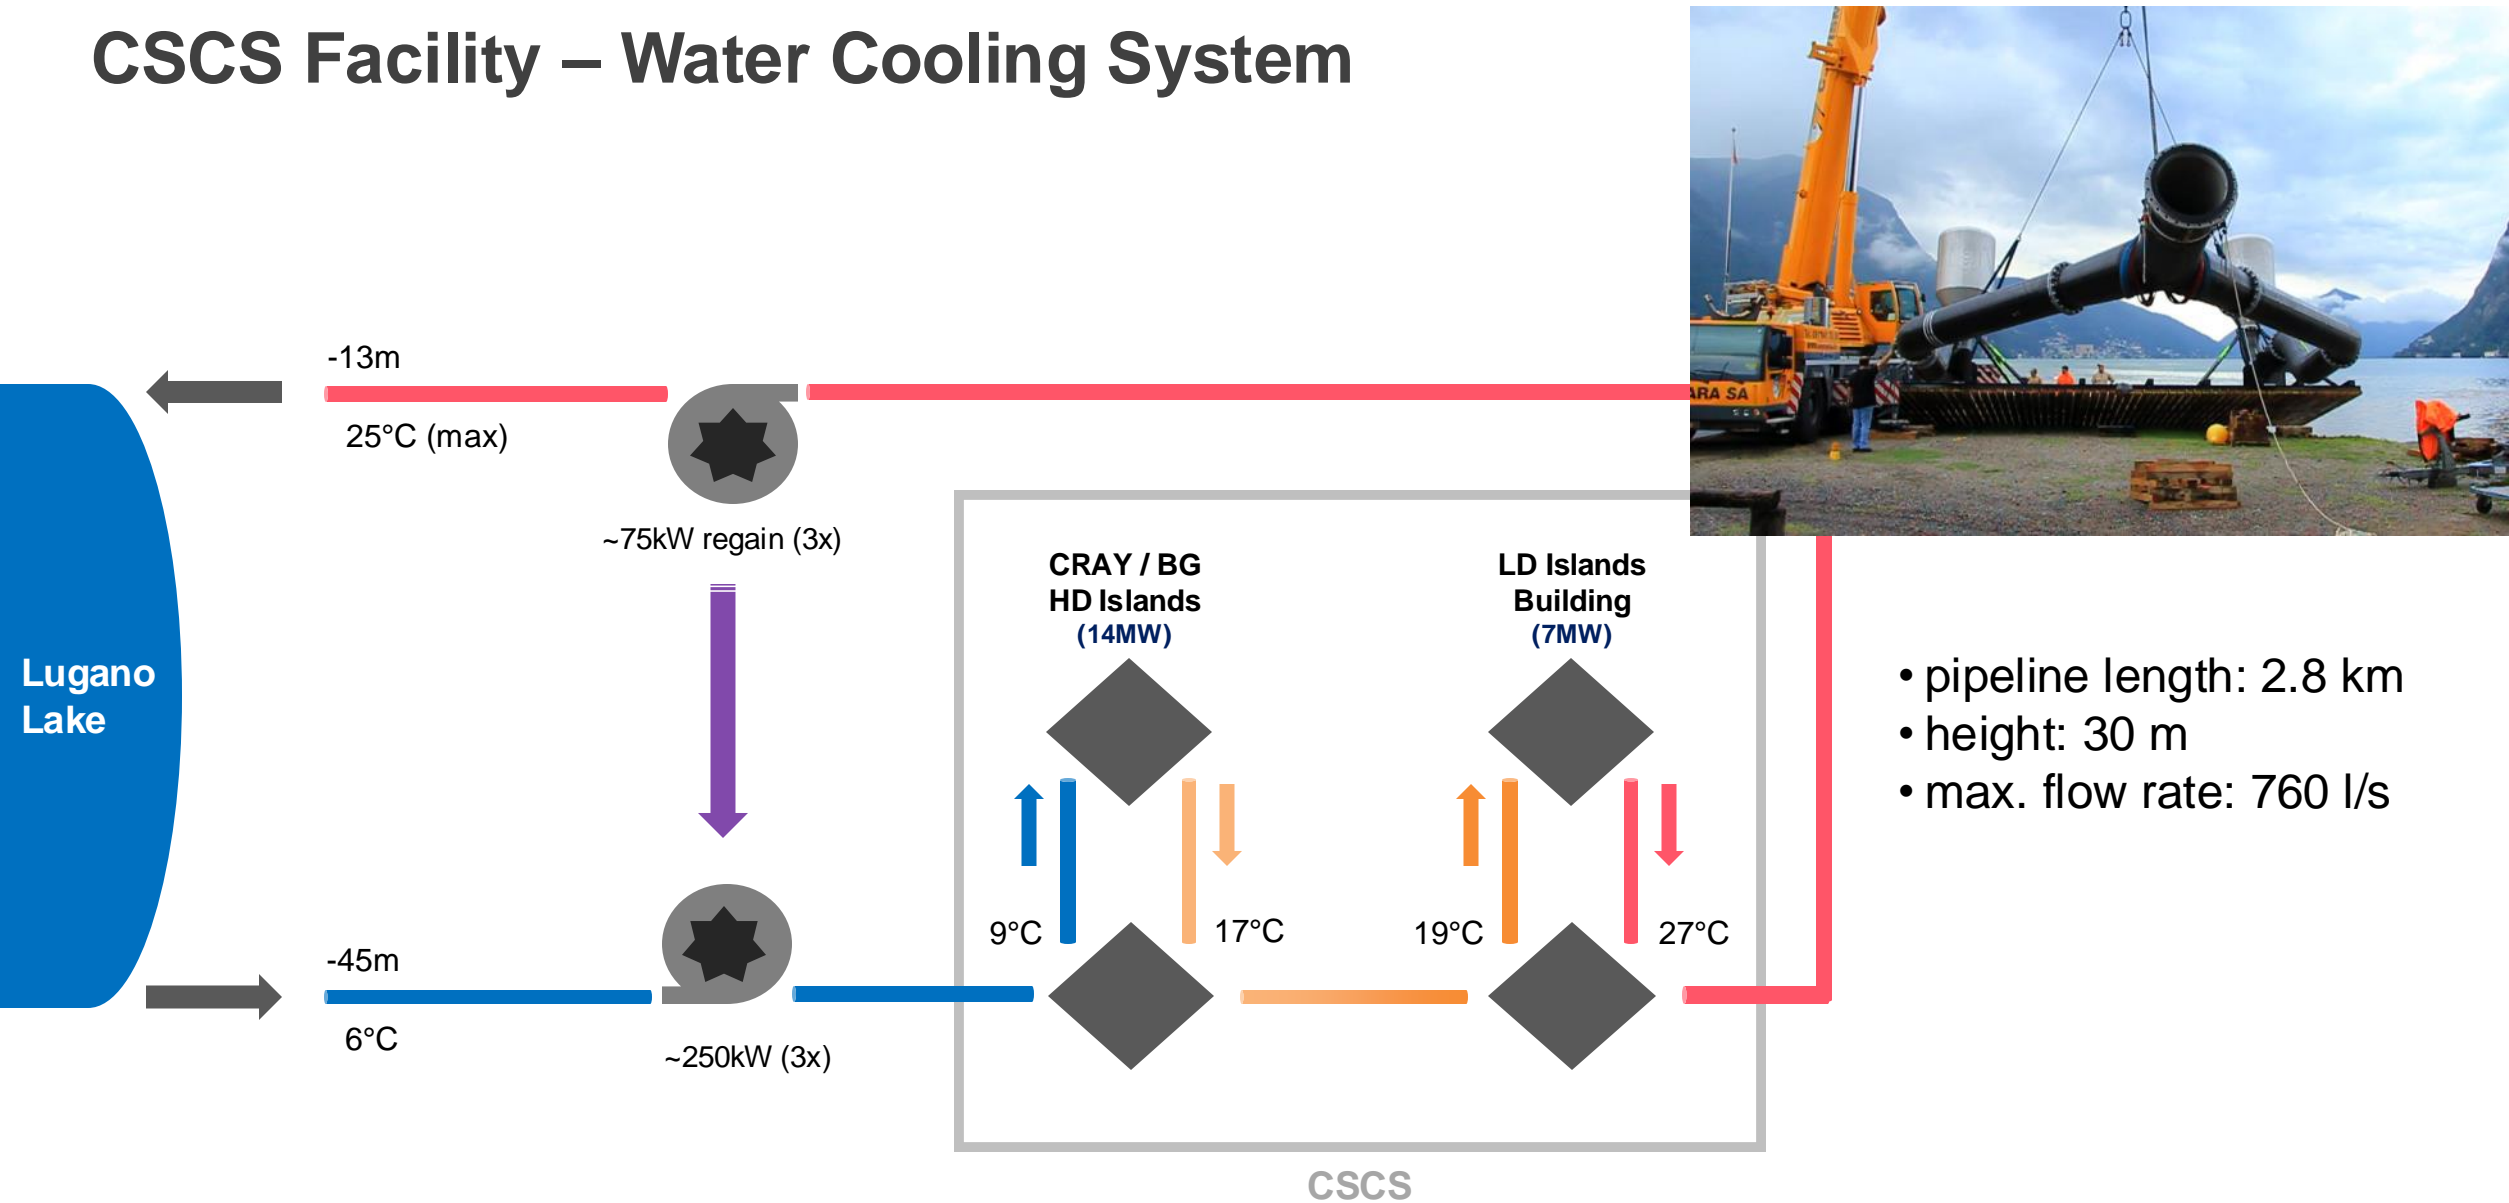 CSCS Facility – Water Cooling System
ARA SA
-13m
25°C (max)
~75kW regain (3x)
CRAY / BG
HD Islands
(14MW)
LD Islands
Building
(7MW)
Lugano
Lake
• pipeline length: 2.8 km
• height: 30 m
• max. flow rate: 760 l/s
9°C
17°C
19°C
27°C
-45m
6°C
~250kW (3x)
CSCS